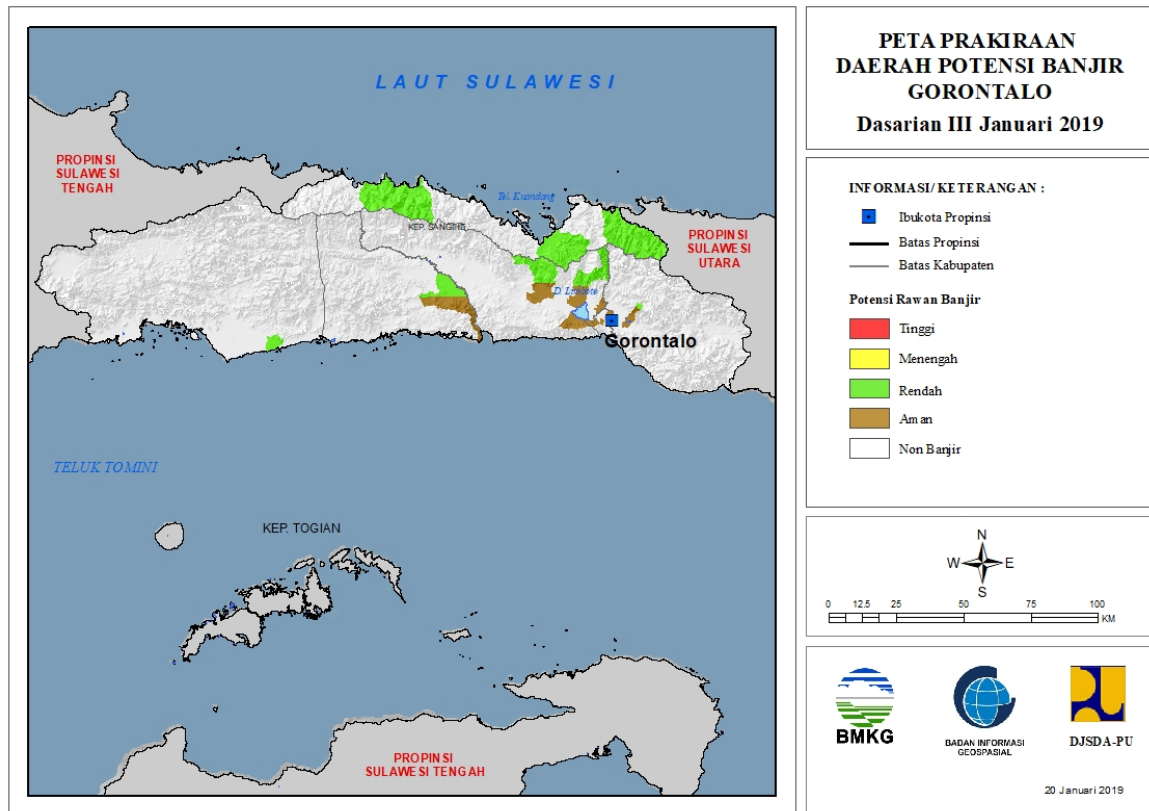 LAUT SULAWESI
PROPINSI
SULAWESI
TENGAH
Tel. Kuandang
KEP. SANGIHE
PROPINSI
SULAWESI
UTARA
D. Limboto
Gorontalo
TELUK TOMINI
KEP. TOGIAN
PROPINSI
SULAWESI TENGAH
PETA PRAKIRAAN
DAERAH POTENSI BANJIR
GORONTALO
Dasarian III Januari 2019
INFORMASI/ KETERANGAN :
Ibukota Propinsi
Batas Propinsi
Batas Kabupaten
Potensi Rawan Banjir
Tinggi
Menengah
Rendah
Aman
Non Banjir
N
W E
S
0 12.5 25 50 75 100
KM
BMKG
BADAN INFORMASI
GEOSPASIAL
DJSDA-PU
20 Januari 2019